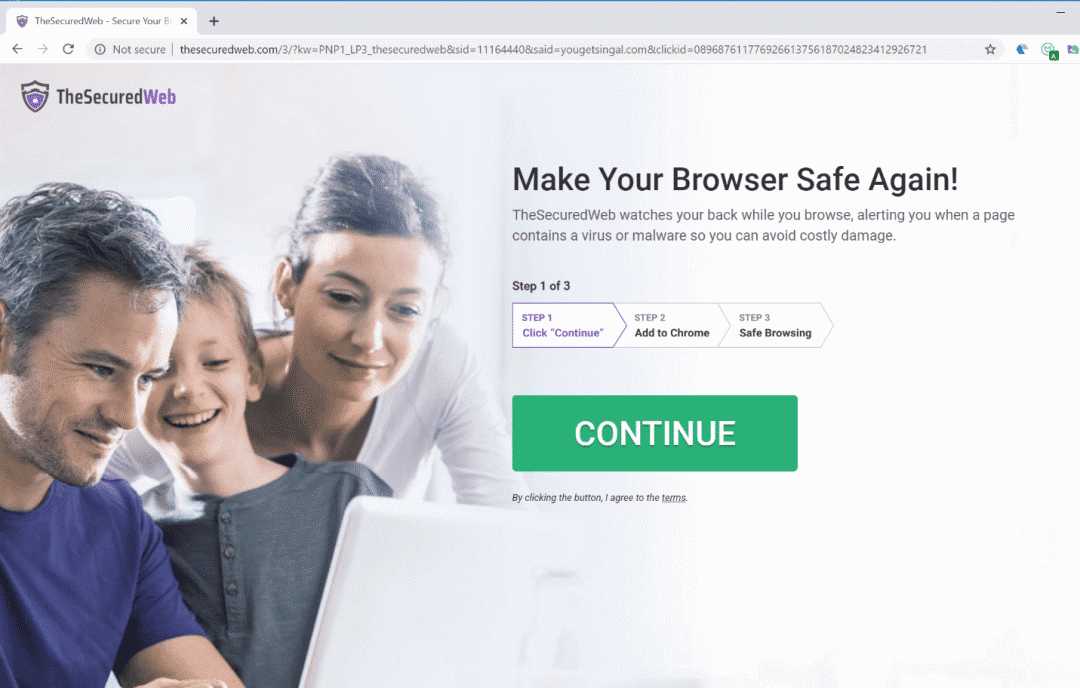 TheSecuredWeb - Secure Your B
Not secure | thesecuredweb.com/3/?kw=PNP1_LP3_thesecuredweb&sid=11164440&said=yougetsingal.com&clickid=08968761177692661375618702482341292​6721
TheSecuredWeb
Make Your Browser Safe Again!
TheSecuredWeb watches your back while you browse, alerting you when a page
contains a virus or malware so you can avoid costly damage.
Step 1 of 3
STEP 1
Click "Continue"
STEP 2
Add to Chrome
STEP 3
Safe Browsing
CONTINUE
By clicking the button, I agree to the terms.
A